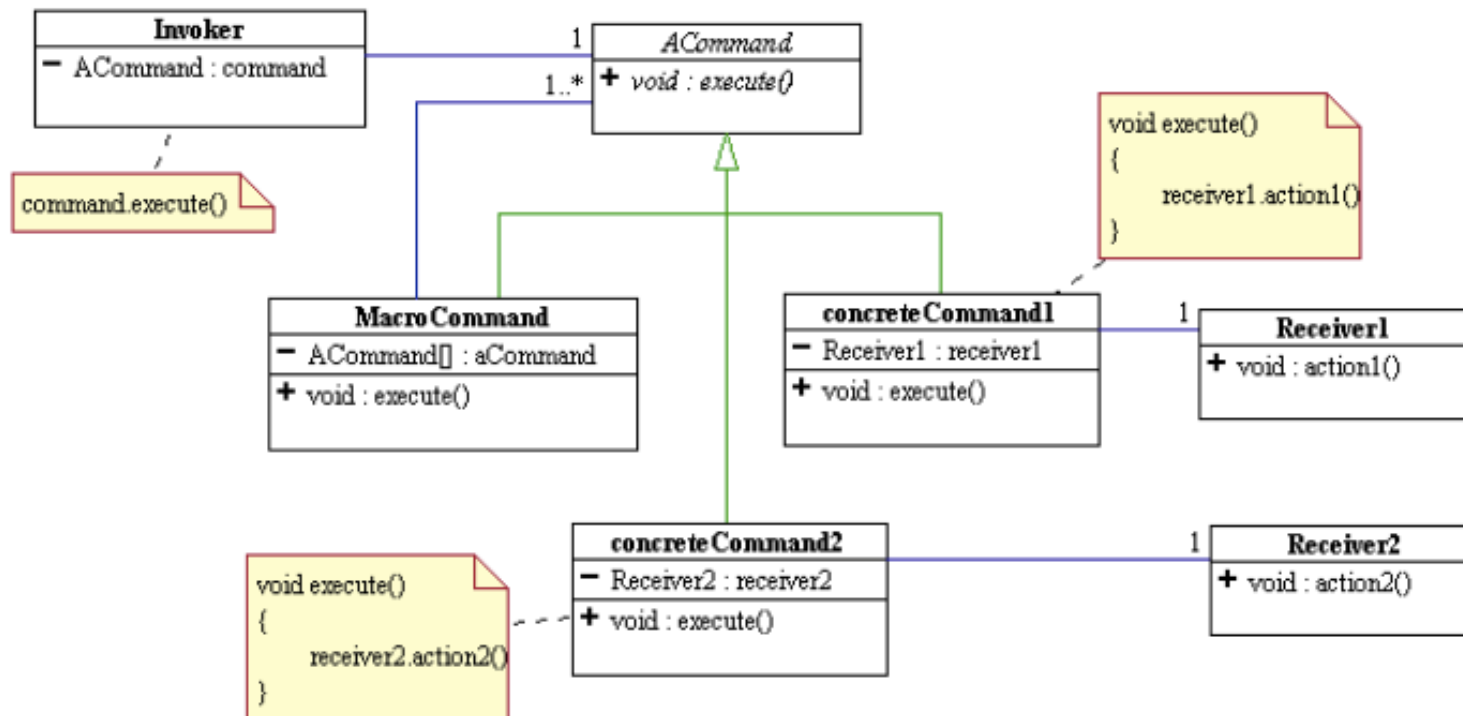 Invoker
− ACommand : command
1
1..*
ACommand
+ void : execute()
command.execute()
void execute()
{
receiver1.action1()
}
MacroCommand
− ACommand[] : aCommand
+ void : execute()
concreteCommand1
− Receiver1 : receiver1
+ void : execute()
1
Receiver1
+ void : action1()
concreteCommand2
− Receiver2 : receiver2
+ void : execute()
1
Receiver2
+ void : action2()
void execute()
{
receiver2.action2()
}